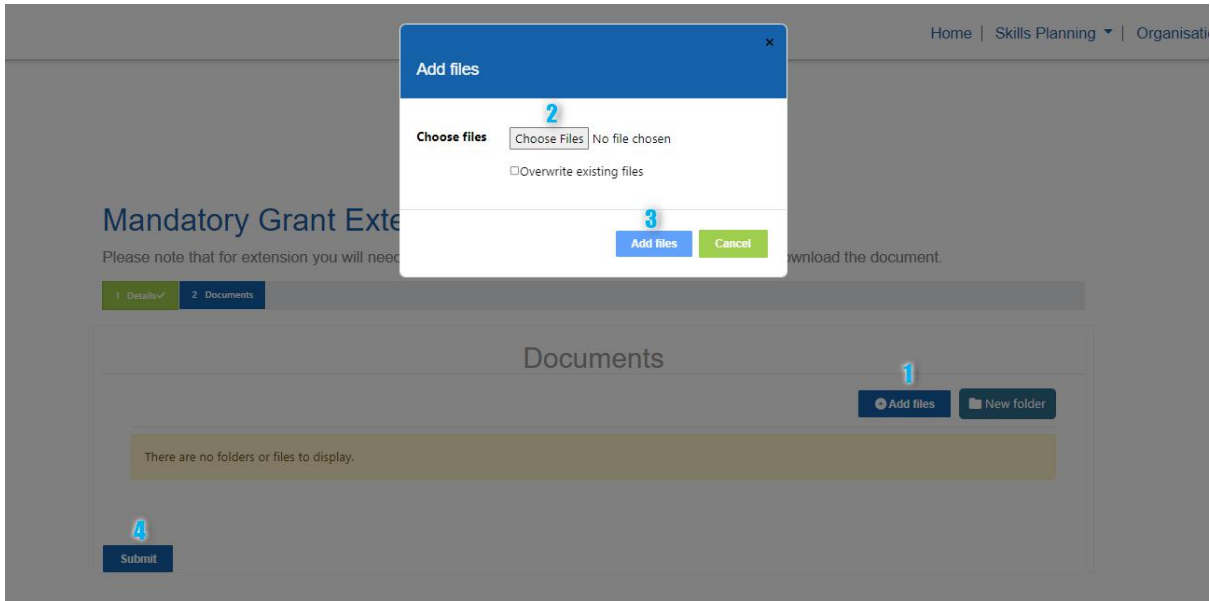 Home | Skills Planning | Organisati
×
Add files
2
Choose files Choose Files No file chosen
Overwrite existing files
3
Add files Cancel
Mandatory Grant Exte
Please note that for extension you will need wnload the document.
1 Details✓ 2 Documents
Documents
1
Add files New folder
There are no folders or files to display.
4
Submit